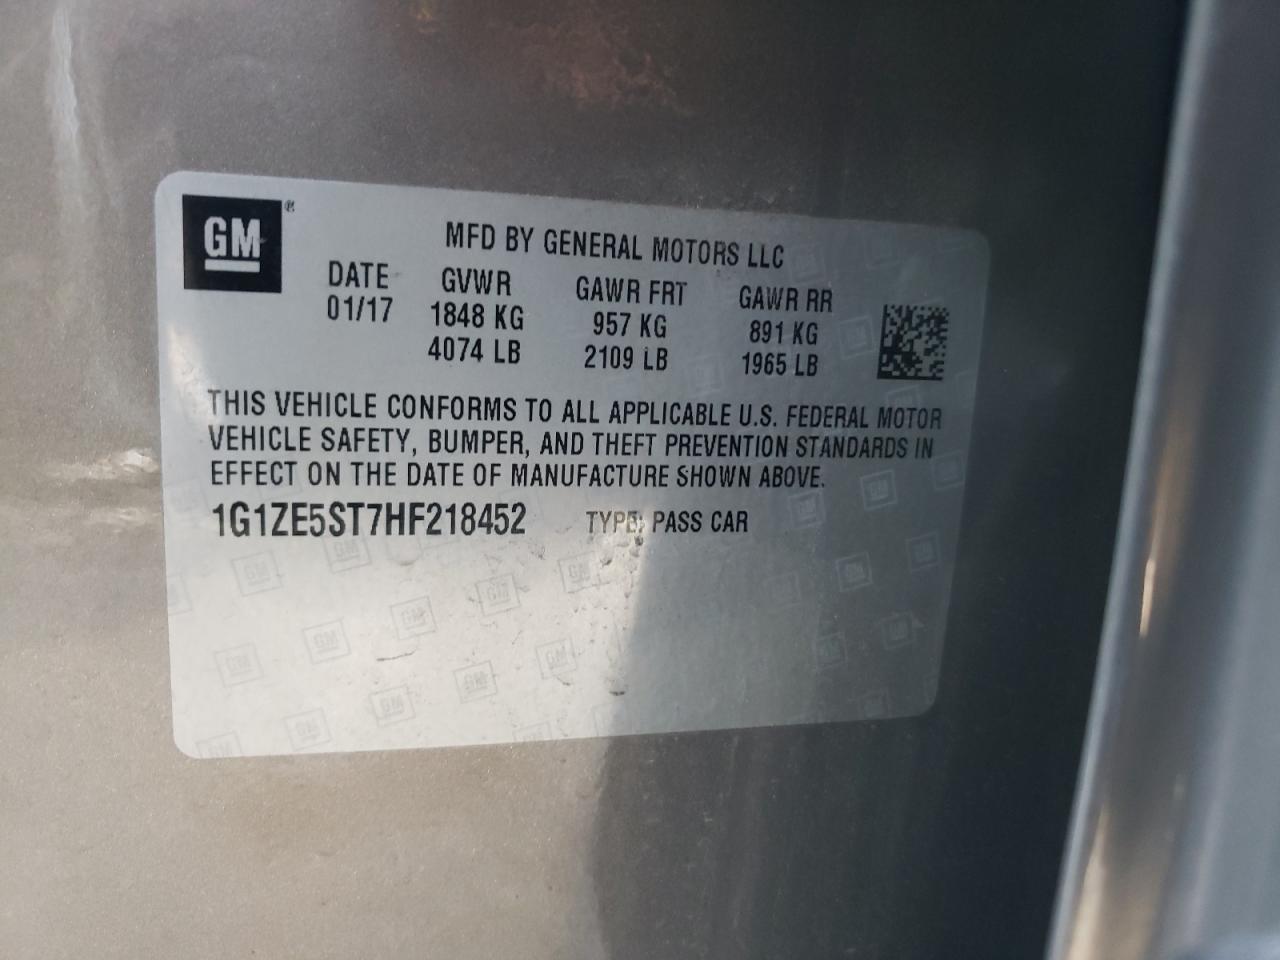 GM®
MFD BY GENERAL MOTORS LLC
DATE GVWR GAWR FRT GAWR RR
01/17 1848 KG 957 KG 891 KG
4074 LB 2109 LB 1965 LB
THIS VEHICLE CONFORMS TO ALL APPLICABLE U.S. FEDERAL MOTOR
VEHICLE SAFETY, BUMPER, AND THEFT PREVENTION STANDARDS IN
EFFECT ON THE DATE OF MANUFACTURE SHOWN ABOVE.
1G1ZE5ST7HF218452 TYPE: PASS CAR